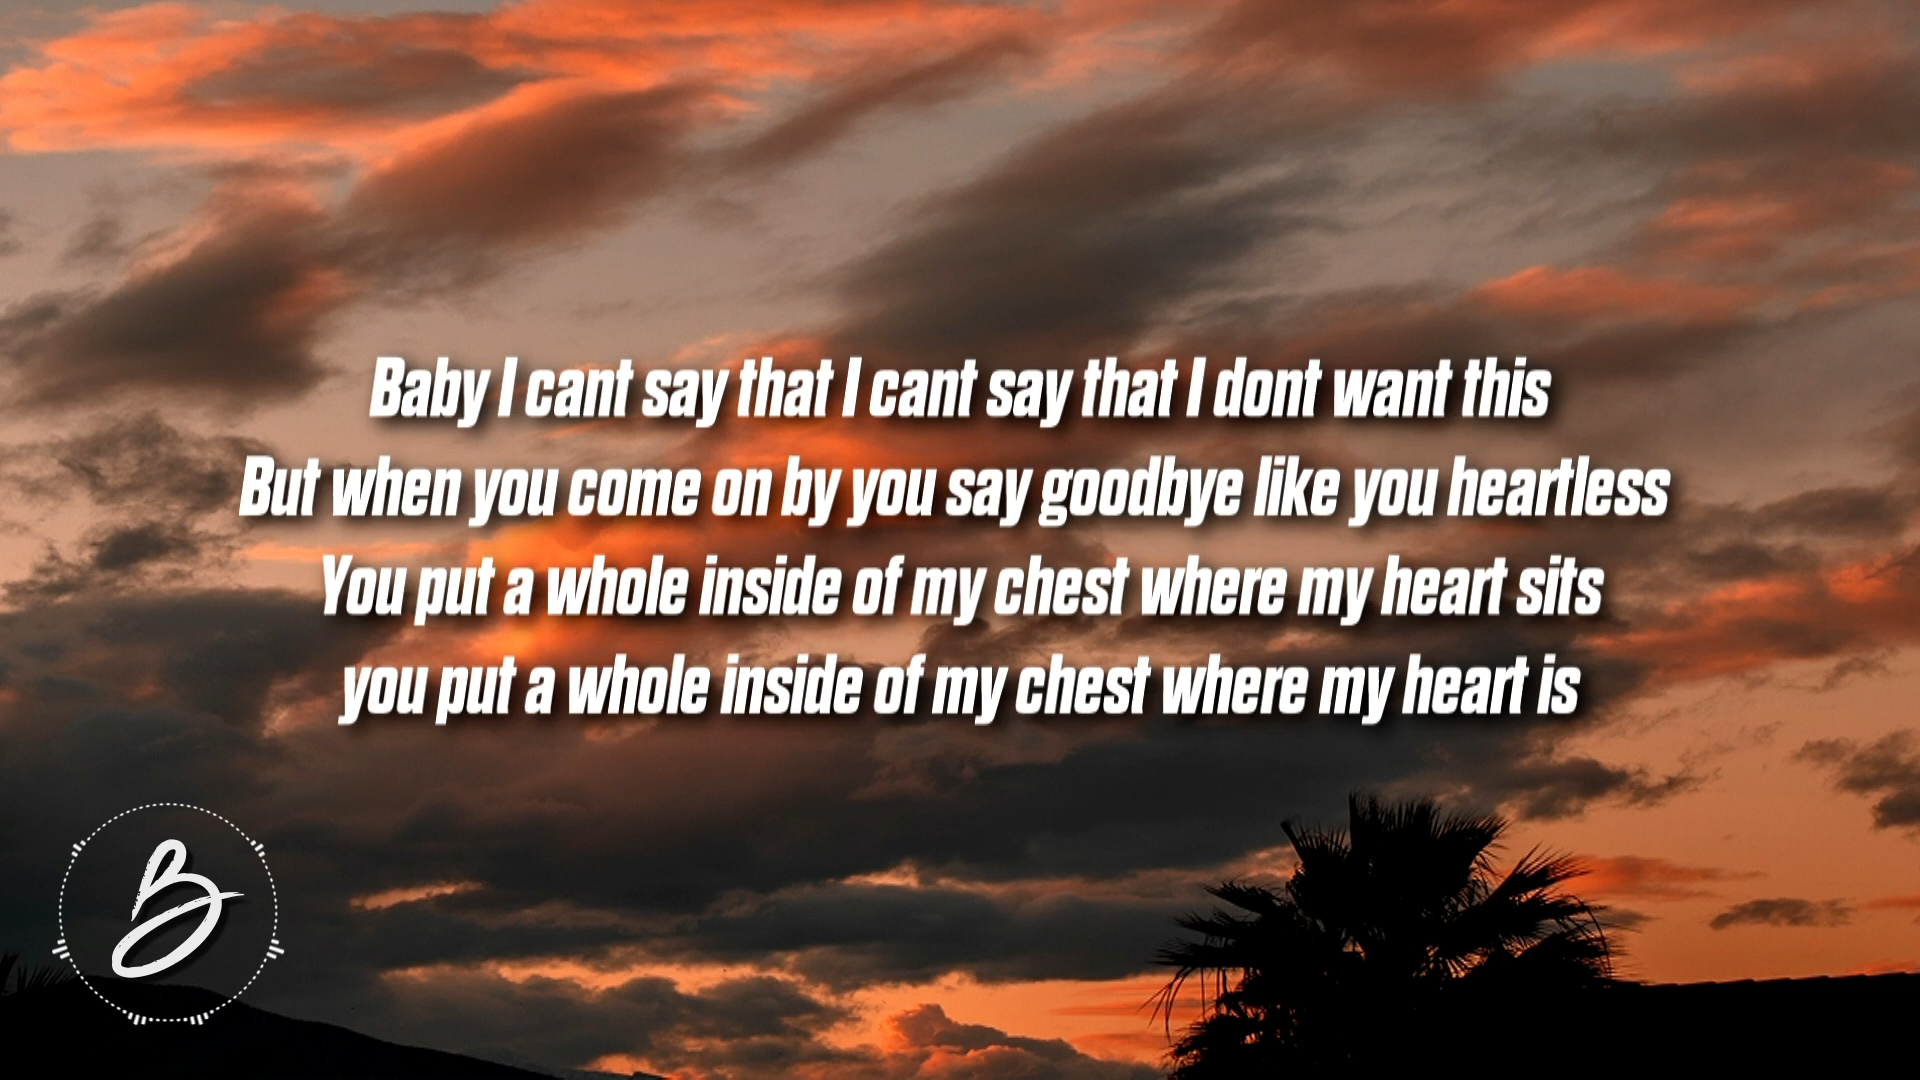 Baby I cant say that I cant say that I dont want this
But when you come on by you say goodbye like you heartless
You put a whole inside of my chest where my heart sits
you put a whole inside of my chest where my heart is
B